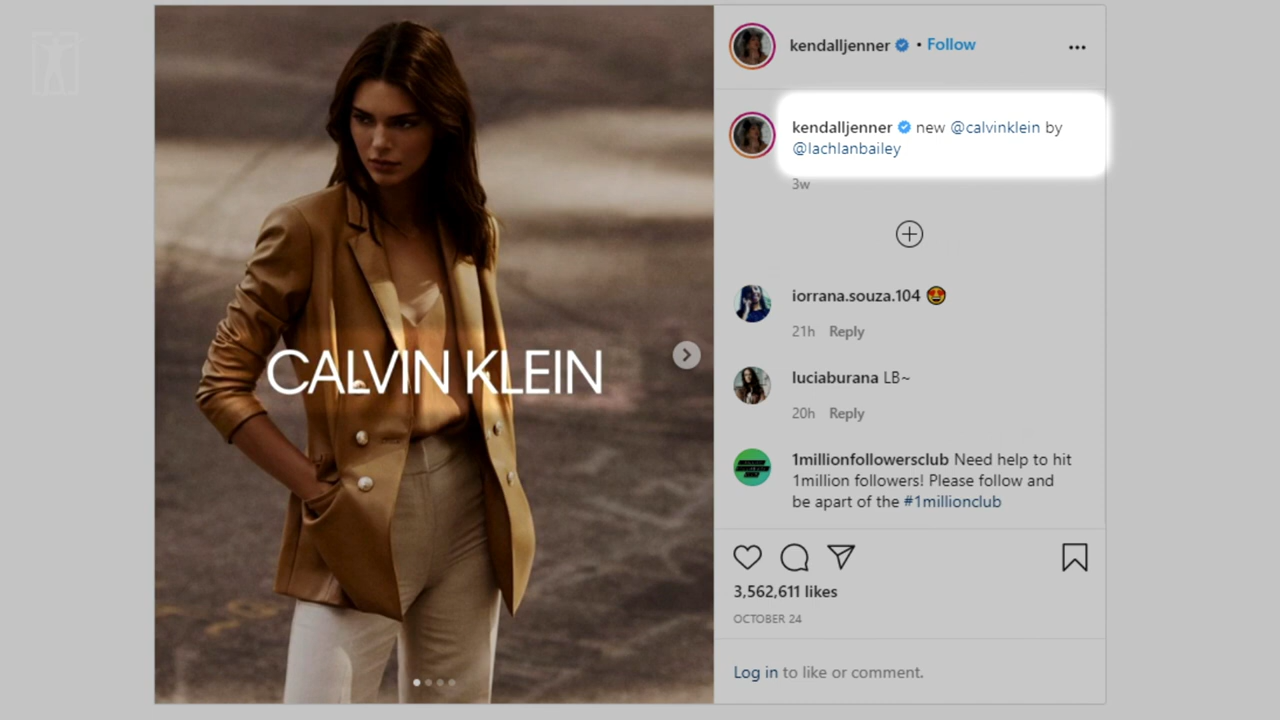 kendalljenner • Follow
kendalljenner new @calvinklein by
@lachlanbailey
3w
iorrana.souza.104 😍
21h Reply
CALVIN KLEIN
luciaburana LB~
20h Reply
1millionfollowersclub Need help to hit
1million followers! Please follow and
be apart of the #1millionclub
3,562,611 likes
OCTOBER 24
Log in to like or comment.